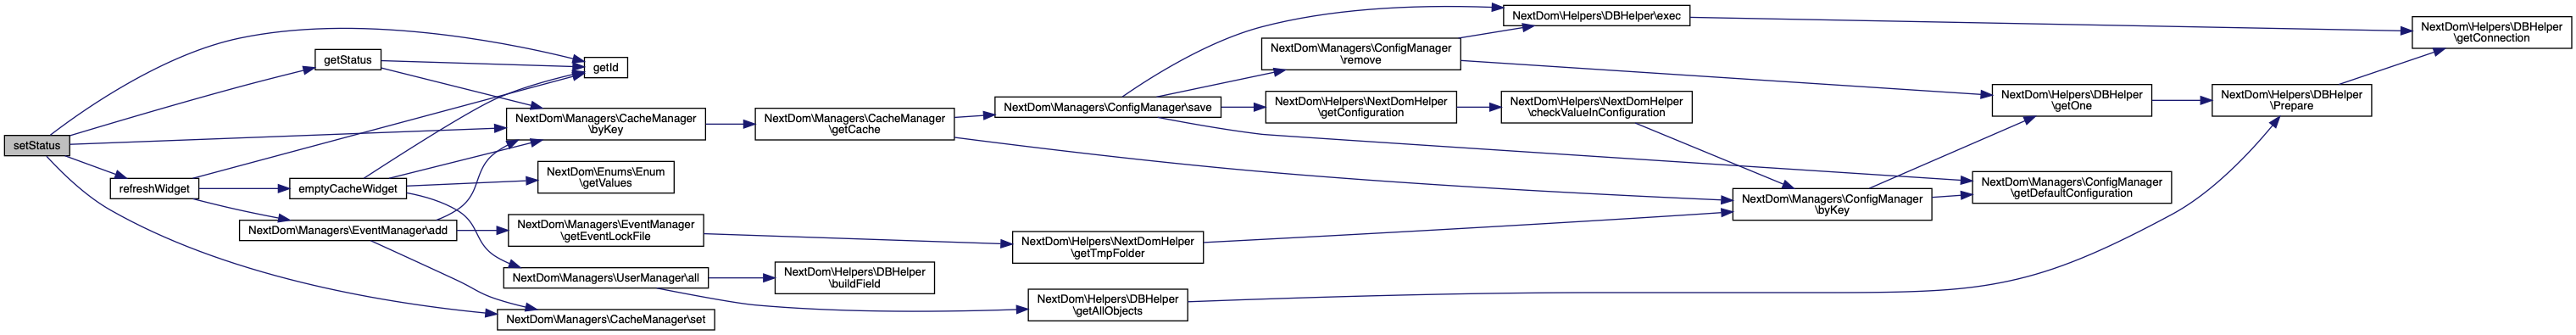 setStatus
getStatus
refreshWidget
getId
NextDom\Managers\CacheManager
\byKey
emptyCacheWidget
NextDom\Enums\Enum
\getValues
NextDom\Managers\EventManager\add
NextDom\Managers\EventManager
\getEventLockFile
NextDom\Managers\UserManager\all
NextDom\Managers\CacheManager\set
NextDom\Managers\CacheManager
\getCache
NextDom\Helpers\DBHelper
\buildField
NextDom\Managers\ConfigManager\save
NextDom\Helpers\NextDomHelper
\getTmpFolder
NextDom\Helpers\DBHelper
\getAllObjects
NextDom\Managers\ConfigManager
\remove
NextDom\Helpers\NextDomHelper
\getConfiguration
NextDom\Helpers\DBHelper\exec
NextDom\Helpers\NextDomHelper
\checkValueInConfiguration
NextDom\Managers\ConfigManager
\byKey
NextDom\Helpers\DBHelper
\getOne
NextDom\Managers\ConfigManager
\getDefaultConfiguration
NextDom\Helpers\DBHelper
\Prepare
NextDom\Helpers\DBHelper
\getConnection